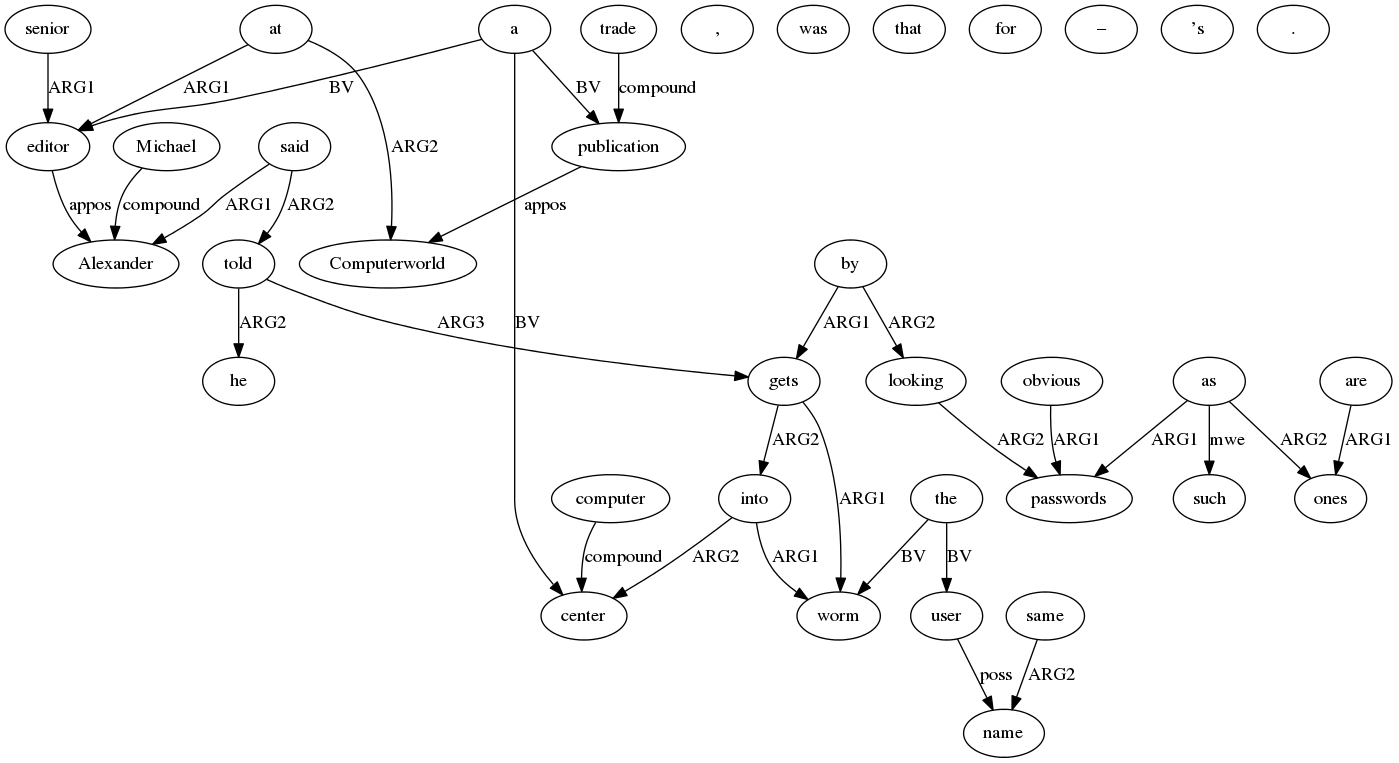 senior at a trade , was that for – ’s .
ARG1 ARG1 BV BV compound
editor Michael said ARG2 publication
appos compound ARG1 ARG2 appos
Alexander told Computerworld by
ARG2 ARG3 BV ARG1 ARG2
he gets looking obvious as are
ARG2 ARG2 ARG1 ARG1 mwe ARG2 ARG1
computer into ARG1 the passwords such ones
compound ARG2 ARG1 BV BV
center worm user same
poss ARG2
name